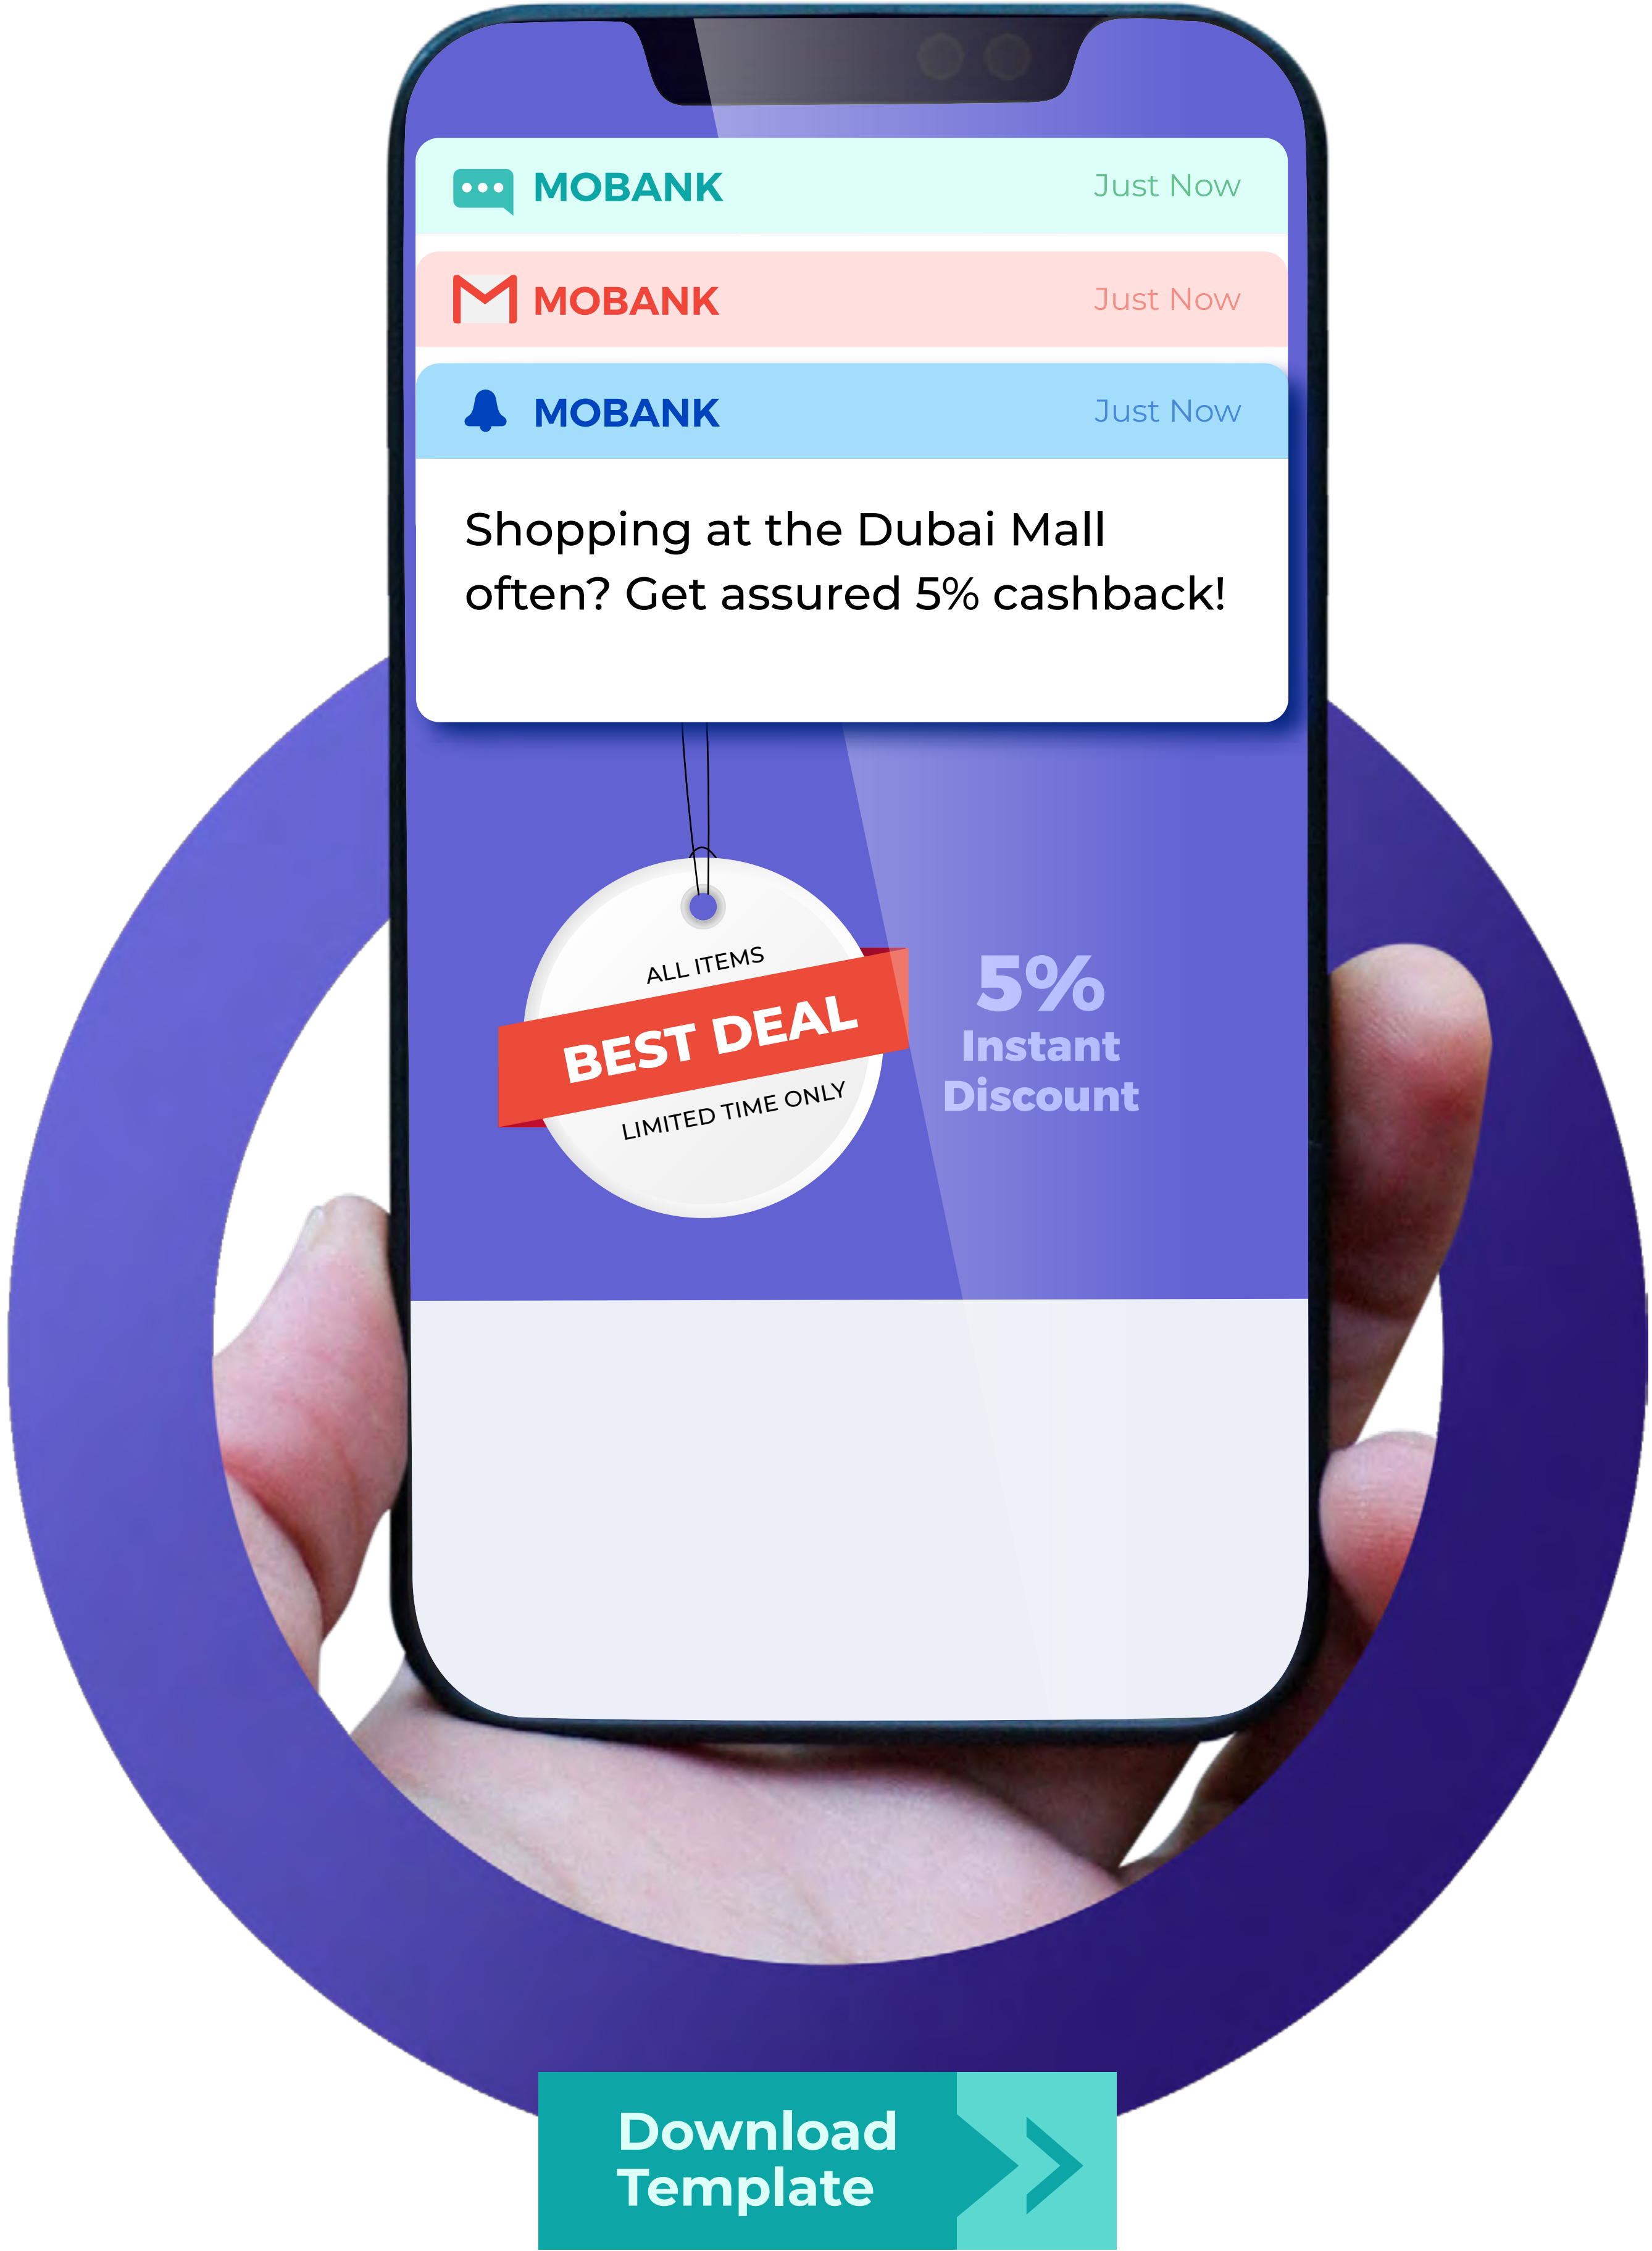 MOBANK
Just Now
MOBANK
Just Now
MOBANK
Just Now
Shopping at the Dubai Mall
often? Get assured 5% cashback!
ALL ITEMS
BEST DEAL
LIMITED TIME ONLY
5%
Instant
Discount
Download
Template